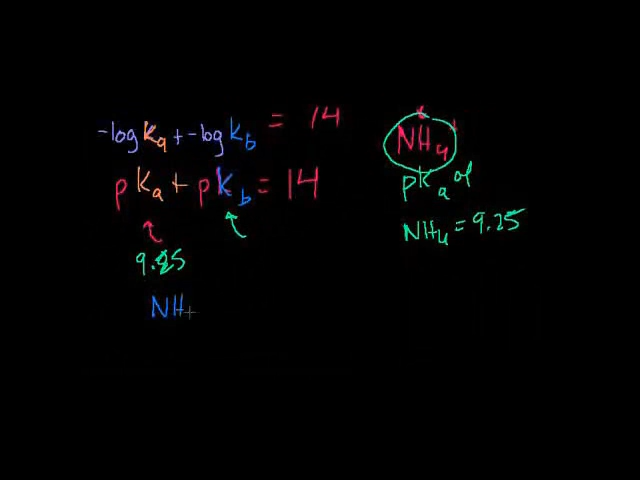 -log Ka + -log Kb = 14
pKa + pKb = 14
9.25
NH
NH4+
pKa of
NH4 = 9.25